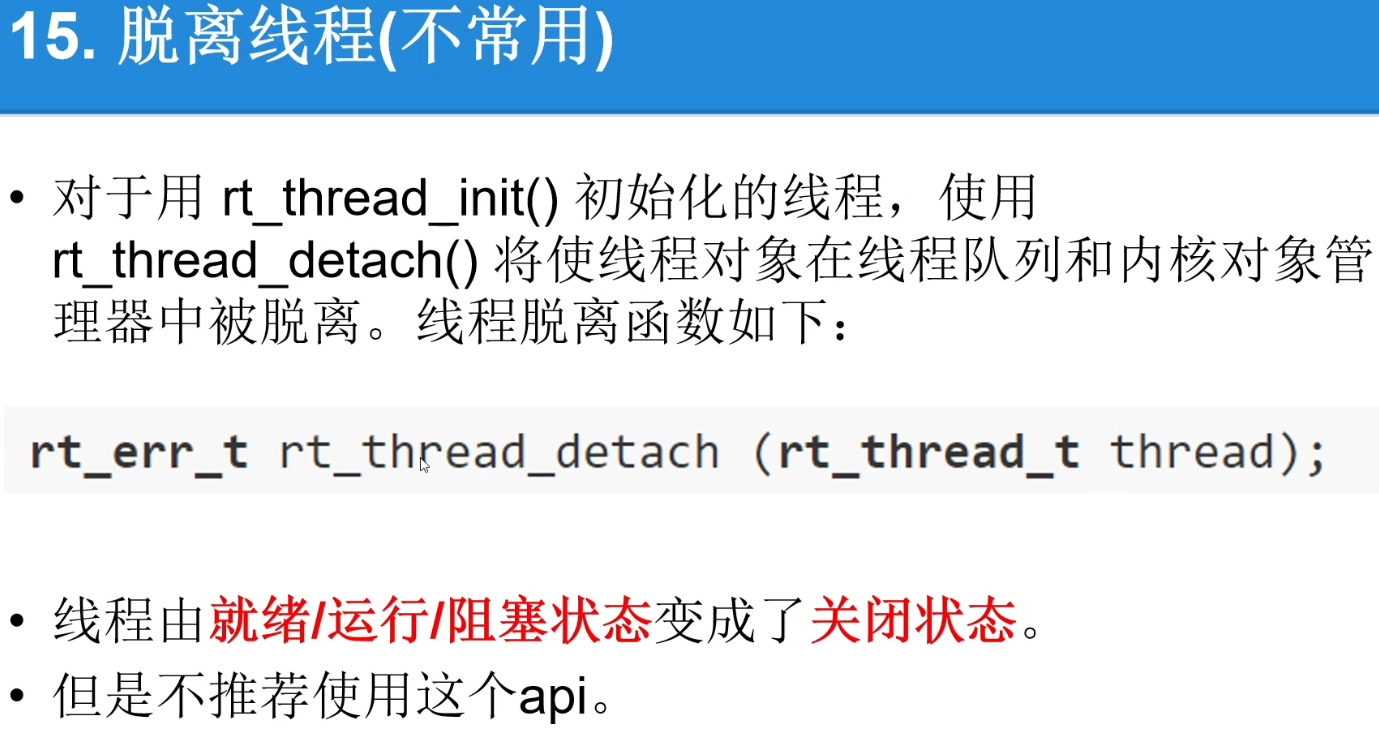 15. 脱离线程(不常用)
• 对于用 rt_thread_init() 初始化的线程，使用
rt_thread_detach() 将使线程对象在线程队列和内核对象管
理器中被脱离。线程脱离函数如下：
rt_err_t rt_thread_detach (rt_thread_t thread);
• 线程由就绪/运行/阻塞状态变成了关闭状态。
• 但是不推荐使用这个api。